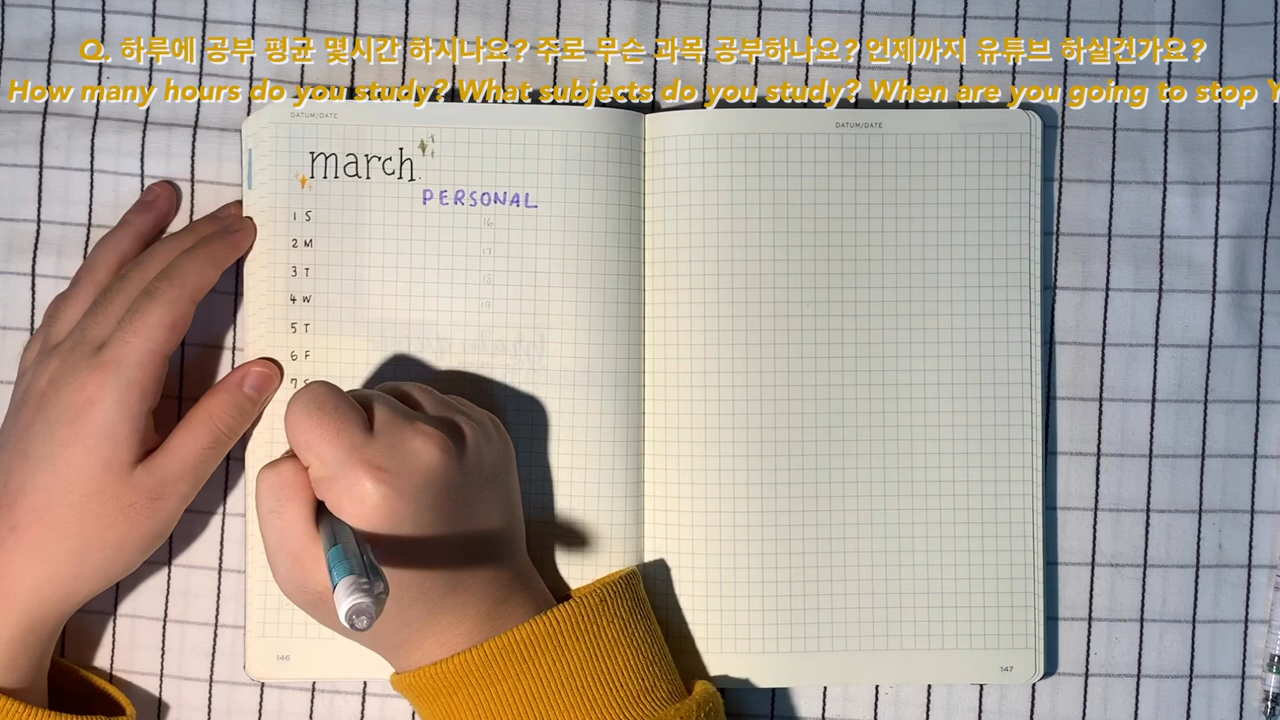 Q. 하루에 공부 평균 몇시간 하시나요? 주로 무슨 과목 공부하나요? 언제까지 유튜브 하실건가요?
How many hours do you study? What subjects do you study? When are you going to stop Y
DATUM/DATE
DATUM/DATE
march.
PERSONAL
1 S
16
2 M
17
3 T
18
4 W
19
5 T
6 F
7 S
146
147